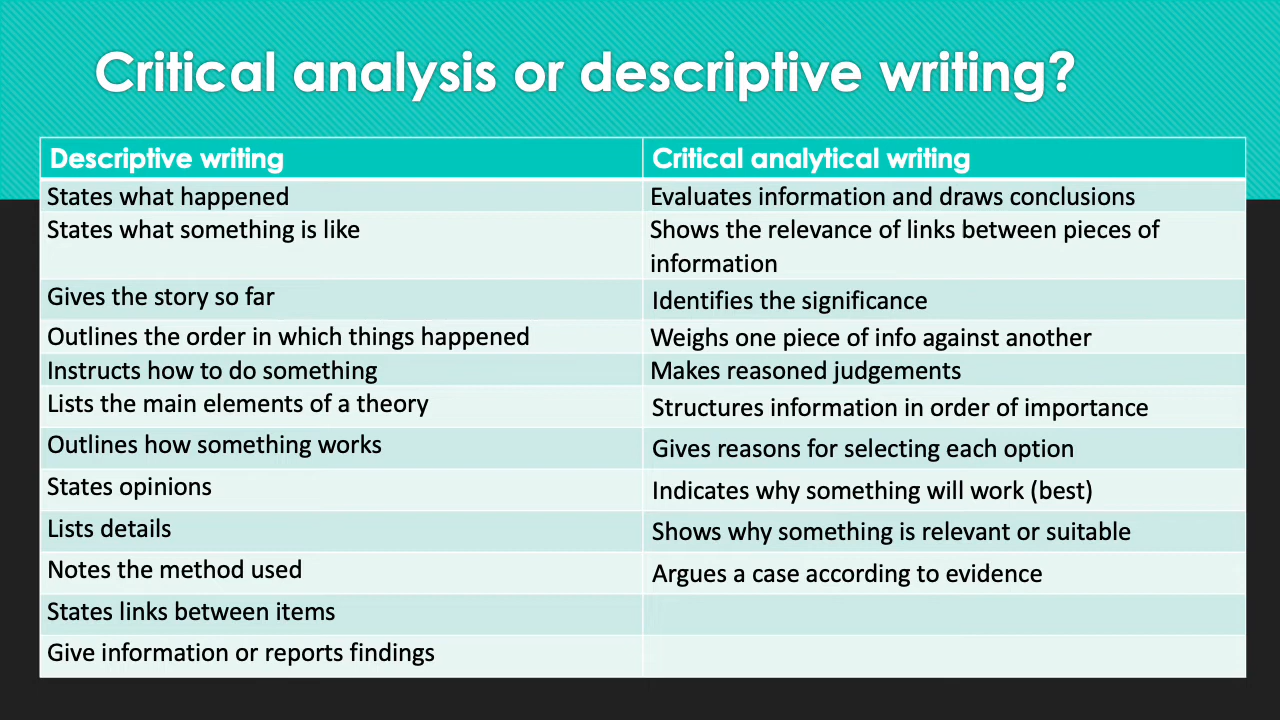 Critical analysis or descriptive writing?
Descriptive writing
Critical analytical writing
States what happened
Evaluates information and draws conclusions
States what something is like
Shows the relevance of links between pieces of
information
Gives the story so far
Identifies the significance
Outlines the order in which things happened
Weighs one piece of info against another
Instructs how to do something
Makes reasoned judgements
Lists the main elements of a theory
Structures information in order of importance
Outlines how something works
Gives reasons for selecting each option
States opinions
Indicates why something will work (best)
Lists details
Shows why something is relevant or suitable
Notes the method used
Argues a case according to evidence
States links between items
Give information or reports findings